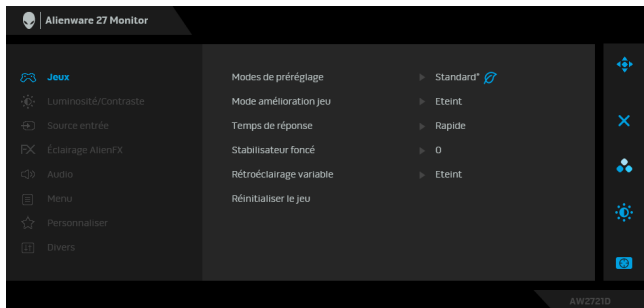 Alienware 27 Monitor
Jeux
Luminosité/Contraste
Source entrée
Éclairage AlienFX
Audio
Menu
Personnaliser
Divers
Modes de préréglage Standard*
Mode amélioration jeu Eteint
Temps de réponse Rapide
Stabilisateur foncé 0
Rétroéclairage variable Eteint
Réinitialiser le jeu
AW2721D